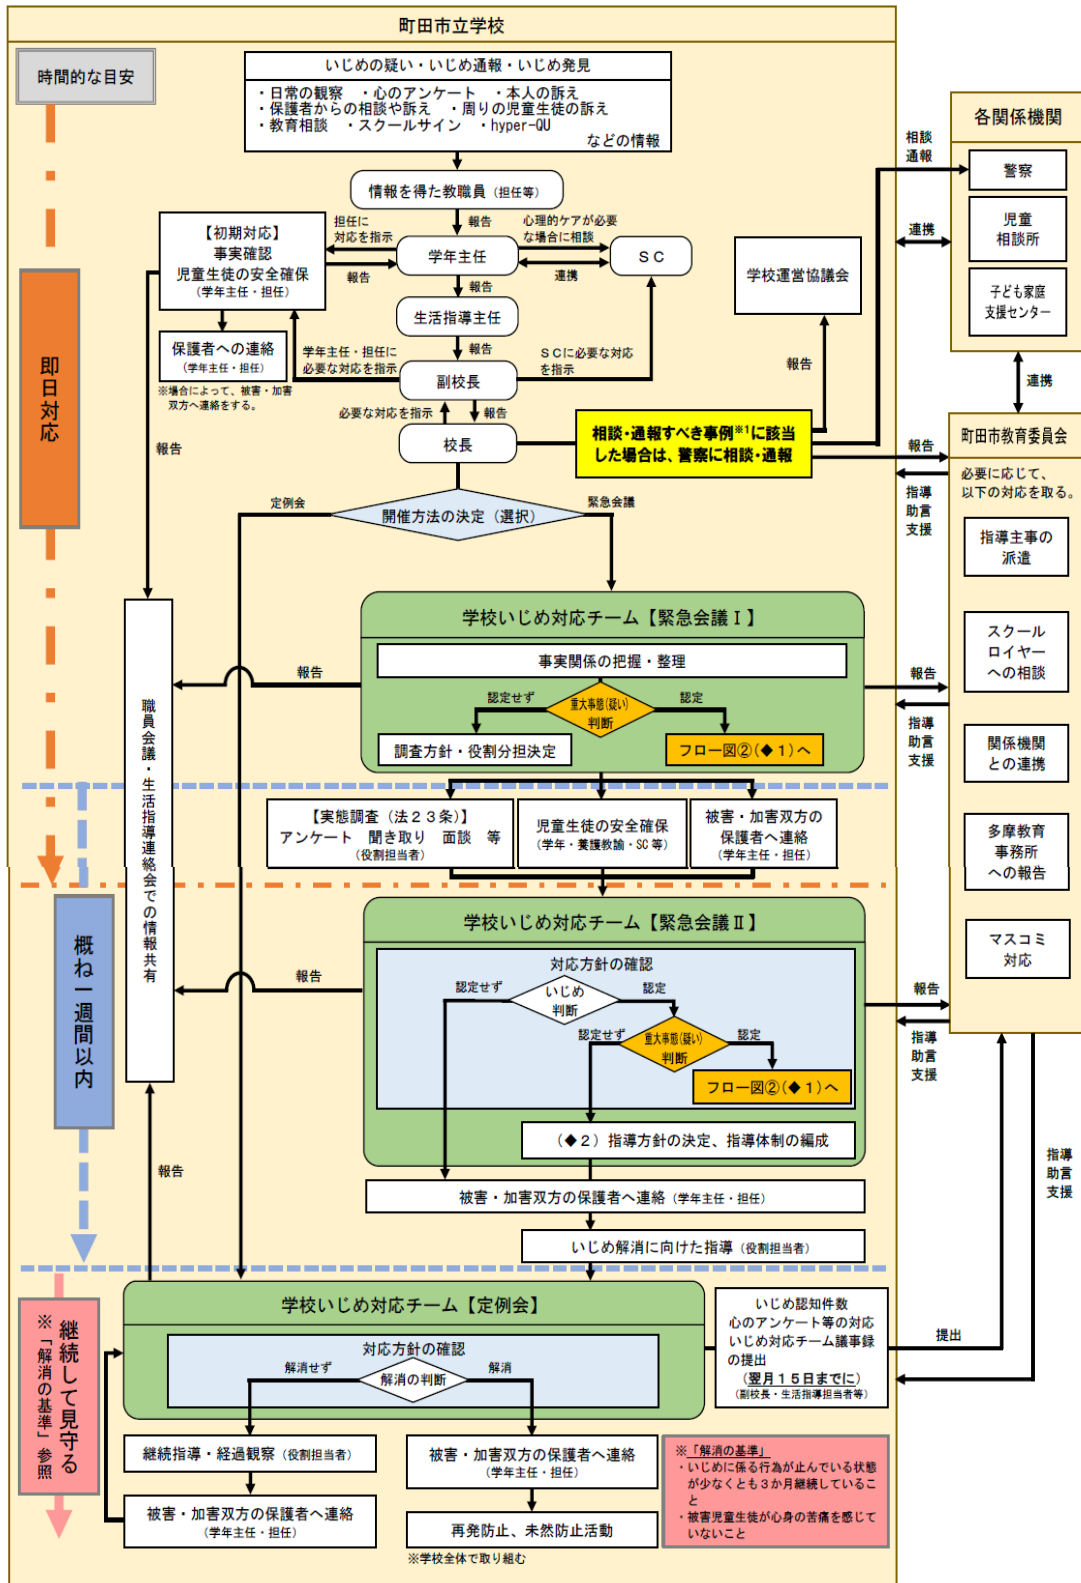 町田市立学校
時間的な目安
いじめの疑い・いじめ通報・いじめ発見
・日常の観察　・心のアンケート　・本人の訴え
・保護者からの相談や訴え　・周りの児童生徒の訴え
・教育相談　・スクールサイン　・hyper-QU
などの情報
情報を得た教職員（担任等）
報告
担任に
対応を指示
心理的ケアが必要
な場合に相談
【初期対応】
事実確認
児童生徒の安全確保
（学年主任・担任）
学年主任
ＳＣ
報告
連携
報告
生活指導主任
保護者への連絡
（学年主任・担任）
※場合によって、被害・加害
双方へ連絡をする。
報告
学年主任・担任に
必要な対応を指示
ＳＣに必要な対応
を指示
副校長
必要な対応を指示
報告
校長
報告
学校運営協議会
報告
相談・通報すべき事例※1に該当
した場合は、警察に相談・通報
相談
通報
各関係機関
警察
児童
相談所
子ども家庭
支援センター
連携
連携
町田市教育委員会
必要に応じて、
以下の対応を取る。
指導主事の
派遣
スクール
ロイヤー
への相談
関係機関
との連携
多摩教育
事務所
への報告
マスコミ
対応
報告
指導
助言
支援
即日対応
定例会
緊急会議
開催方法の決定（選択）
学校いじめ対応チーム【緊急会議Ⅰ】
事実関係の把握・整理
認定せず
重大事態(疑い)
判断
認定
調査方針・役割分担決定
フロー図②(◆１)へ
報告
報告
指導
助言
支援
職員会議・生活指導連絡会での情報共有
【実態調査（法２３条）】
アンケート　聞き取り　面談　等
（役割担当者）
児童生徒の安全確保
（学年・養護教諭・SC 等）
被害・加害双方の
保護者へ連絡
（学年主任・担任）
概ね一週間以内
学校いじめ対応チーム【緊急会議Ⅱ】
対応方針の確認
認定せず
いじめ
判断
認定
認定せず
重大事態(疑い)
判断
認定
フロー図②(◆１)へ
（◆２）指導方針の決定、指導体制の編成
報告
報告
指導
助言
支援
報告
被害・加害双方の保護者へ連絡（学年主任・担任）
いじめ解消に向けた指導（役割担当者）
指導
助言
支援
継続して見守る
※「解消の基準」参照
学校いじめ対応チーム【定例会】
対応方針の確認
解消せず
解消の判断
解消
いじめ認知件数
心のアンケート等の対応
いじめ対応チーム議事録
の提出
（翌月１５日までに）
（副校長・生活指導担当者等）
提出
継続指導・経過観察（役割担当者）
被害・加害双方の保護者へ連絡
（学年主任・担任）
被害・加害双方の保護者へ連絡
（学年主任・担任）
再発防止、未然防止活動
※学校全体で取り組む
※「解消の基準」
・いじめに係る行為が止んでいる状態
が少なくとも３か月継続しているこ
と
・被害児童生徒が心身の苦痛を感じて
いないこと